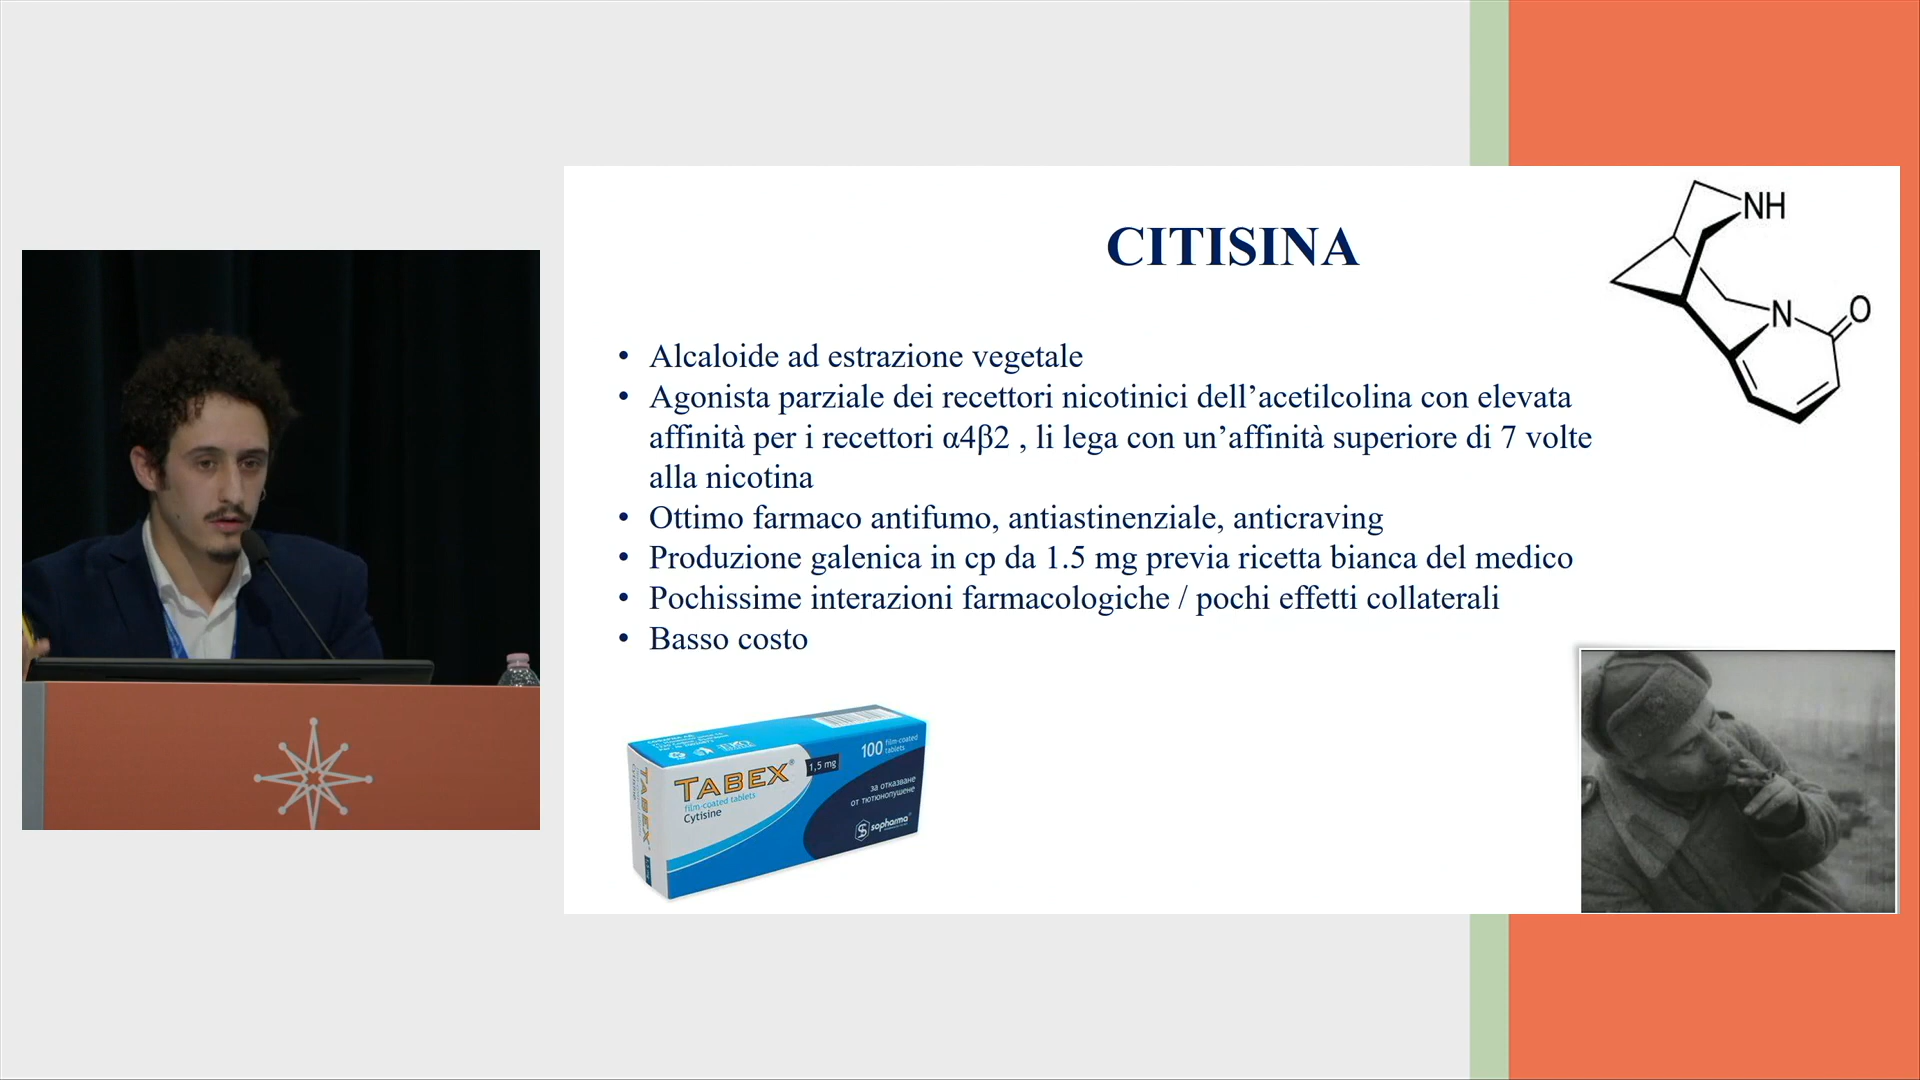 CITISINA
NH
N
O
• Alcaloide ad estrazione vegetale
• Agonista parziale dei recettori nicotinici dell’acetilcolina con elevata
affinità per i recettori α4β2 , li lega con un’affinità superiore di 7 volte
alla nicotina
• Ottimo farmaco antifumo, antiastinenziale, anticraving
• Produzione galenica in cp da 1.5 mg previa ricetta bianca del medico
• Pochissime interazioni farmacologiche / pochi effetti collaterali
• Basso costo
TABEX® 1,5 mg
film-coated tablets
Cytisine
100 film-coated
tablets
за отказване
от тютюнопушене
sopharma
TABEX
Cytisine